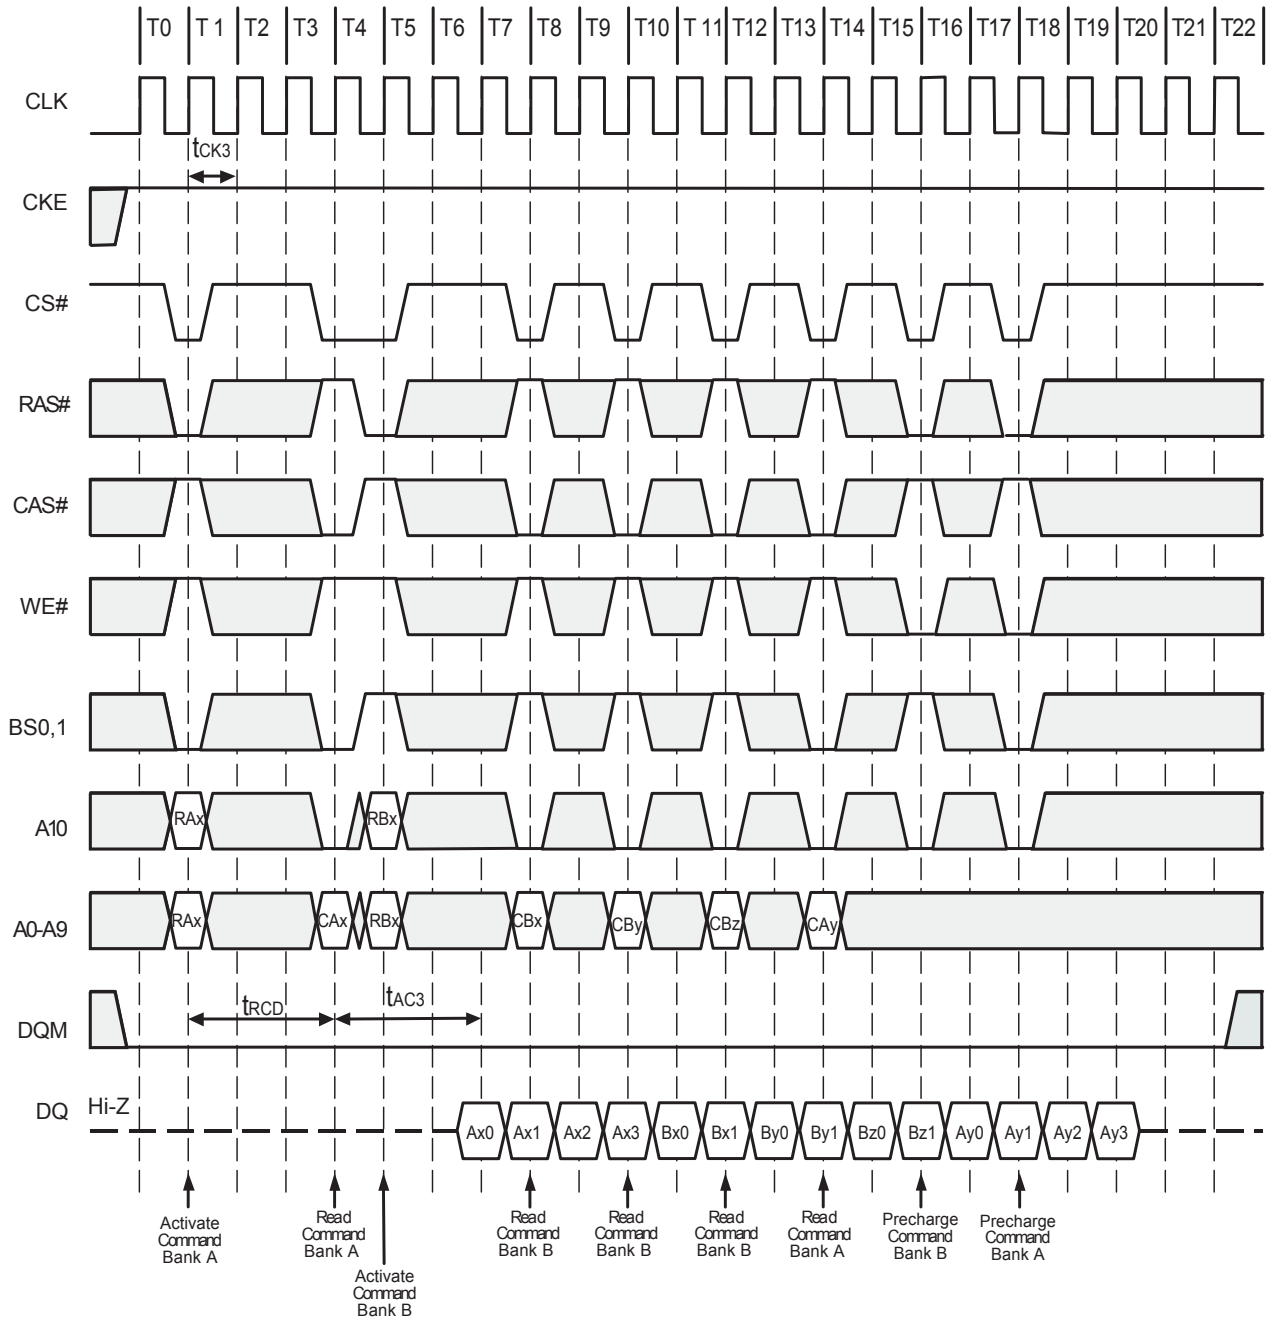 T0 T 1 T2 T3 T4 T5 T6 T7 T8 T9 T10 T 11 T12 T13 T14 T15 T16 T17 T18 T19 T20 T21 T22
CLK
tCK3
CKE
CS#
RAS#
CAS#
WE#
BS0,1
A10 RAx RBx
A0-A9 RAx CAx RBx CBx CBy CBz CAy
DQM tRCD tAC3
DQ Hi-Z Ax0 Ax1 Ax2 Ax3 Bx0 Bx1 By0 By1 Bz0 Bz1 Ay0 Ay1 Ay2 Ay3
Activate
Command
Bank A
Read
Command
Bank A
Activate
Command
Bank B
Read
Command
Bank B
Read
Command
Bank B
Read
Command
Bank B
Read
Command
Bank A
Precharge
Command
Bank B
Precharge
Command
Bank A